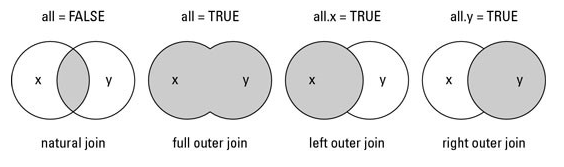 all = FALSE
all = TRUE
all.x = TRUE
all.y = TRUE
x
y
x
y
x
y
x
y
natural join
full outer join
left outer join
right outer join